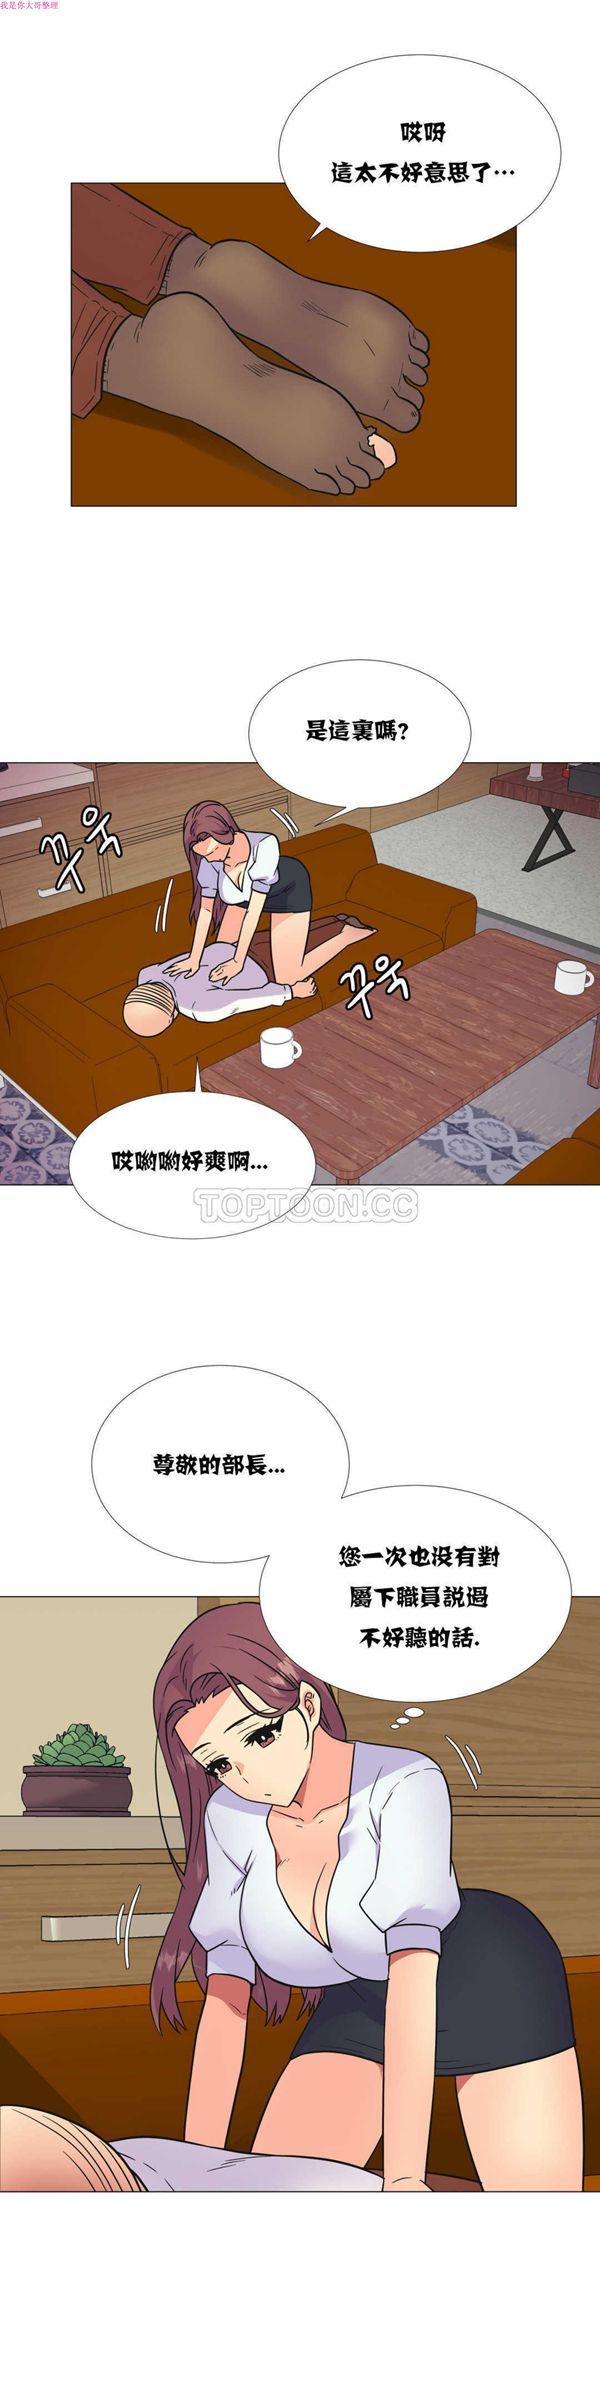 我是你大哥整理
哎呀
這太不好意思了…
是這裏嗎?
꾸욱
꾸욱
哎喲喲好爽啊...
TOPTOON.CC
尊敬的部長...
您一次也没有對
屬下職員説過
不好聽的話.